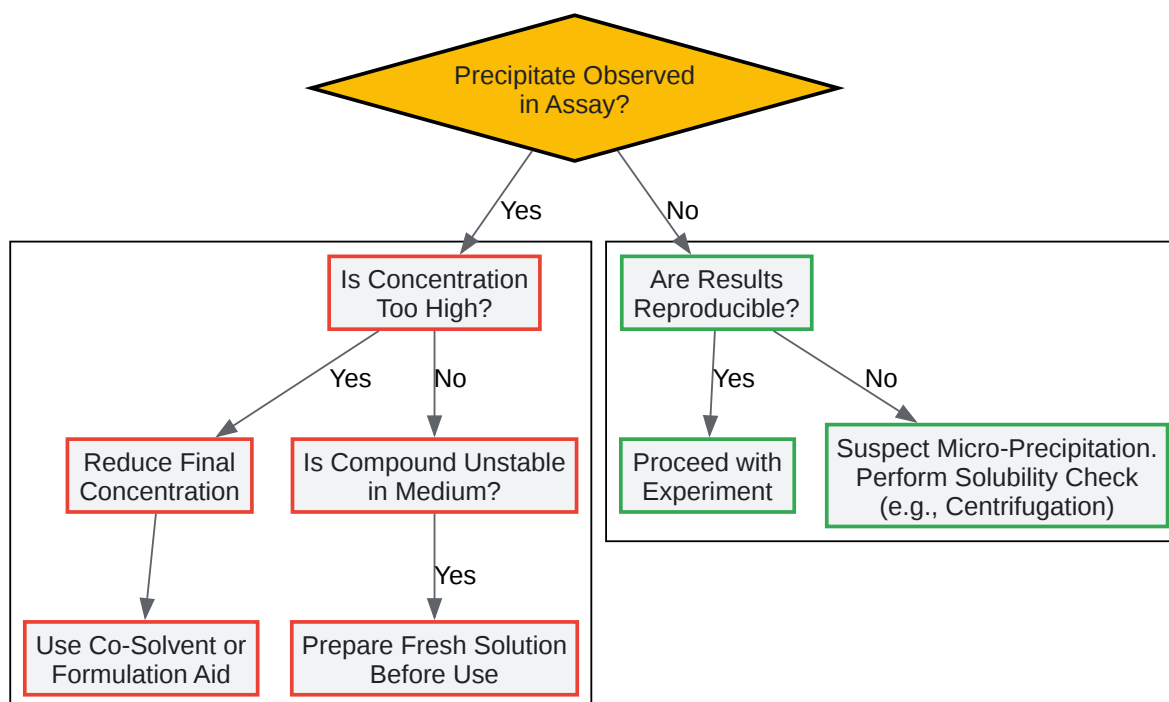 Precipitate Observed
in Assay?
Yes
No
Is Concentration
Too High?
Are Results
Reproducible?
Yes
No
Yes
No
Reduce Final
Concentration
Is Compound Unstable
in Medium?
Proceed with
Experiment
Suspect Micro-Precipitation.
Perform Solubility Check
(e.g., Centrifugation)
Yes
Use Co-Solvent or
Formulation Aid
Prepare Fresh Solution
Before Use